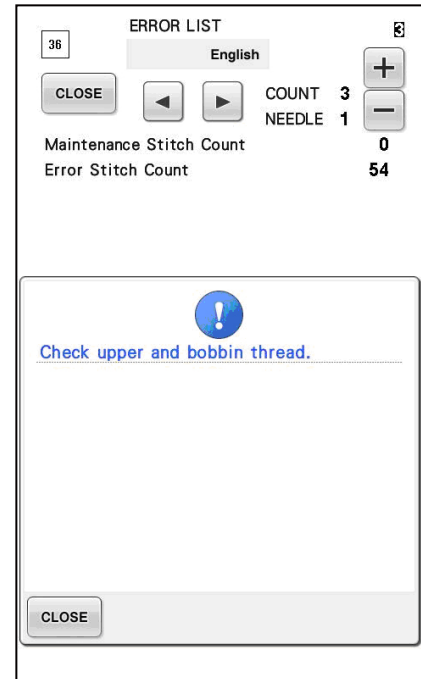 ERROR LIST
3
36
English
CLOSE
COUNT 3
NEEDLE 1
Maintenance Stitch Count 0
Error Stitch Count 54
Check upper and bobbin thread.
CLOSE